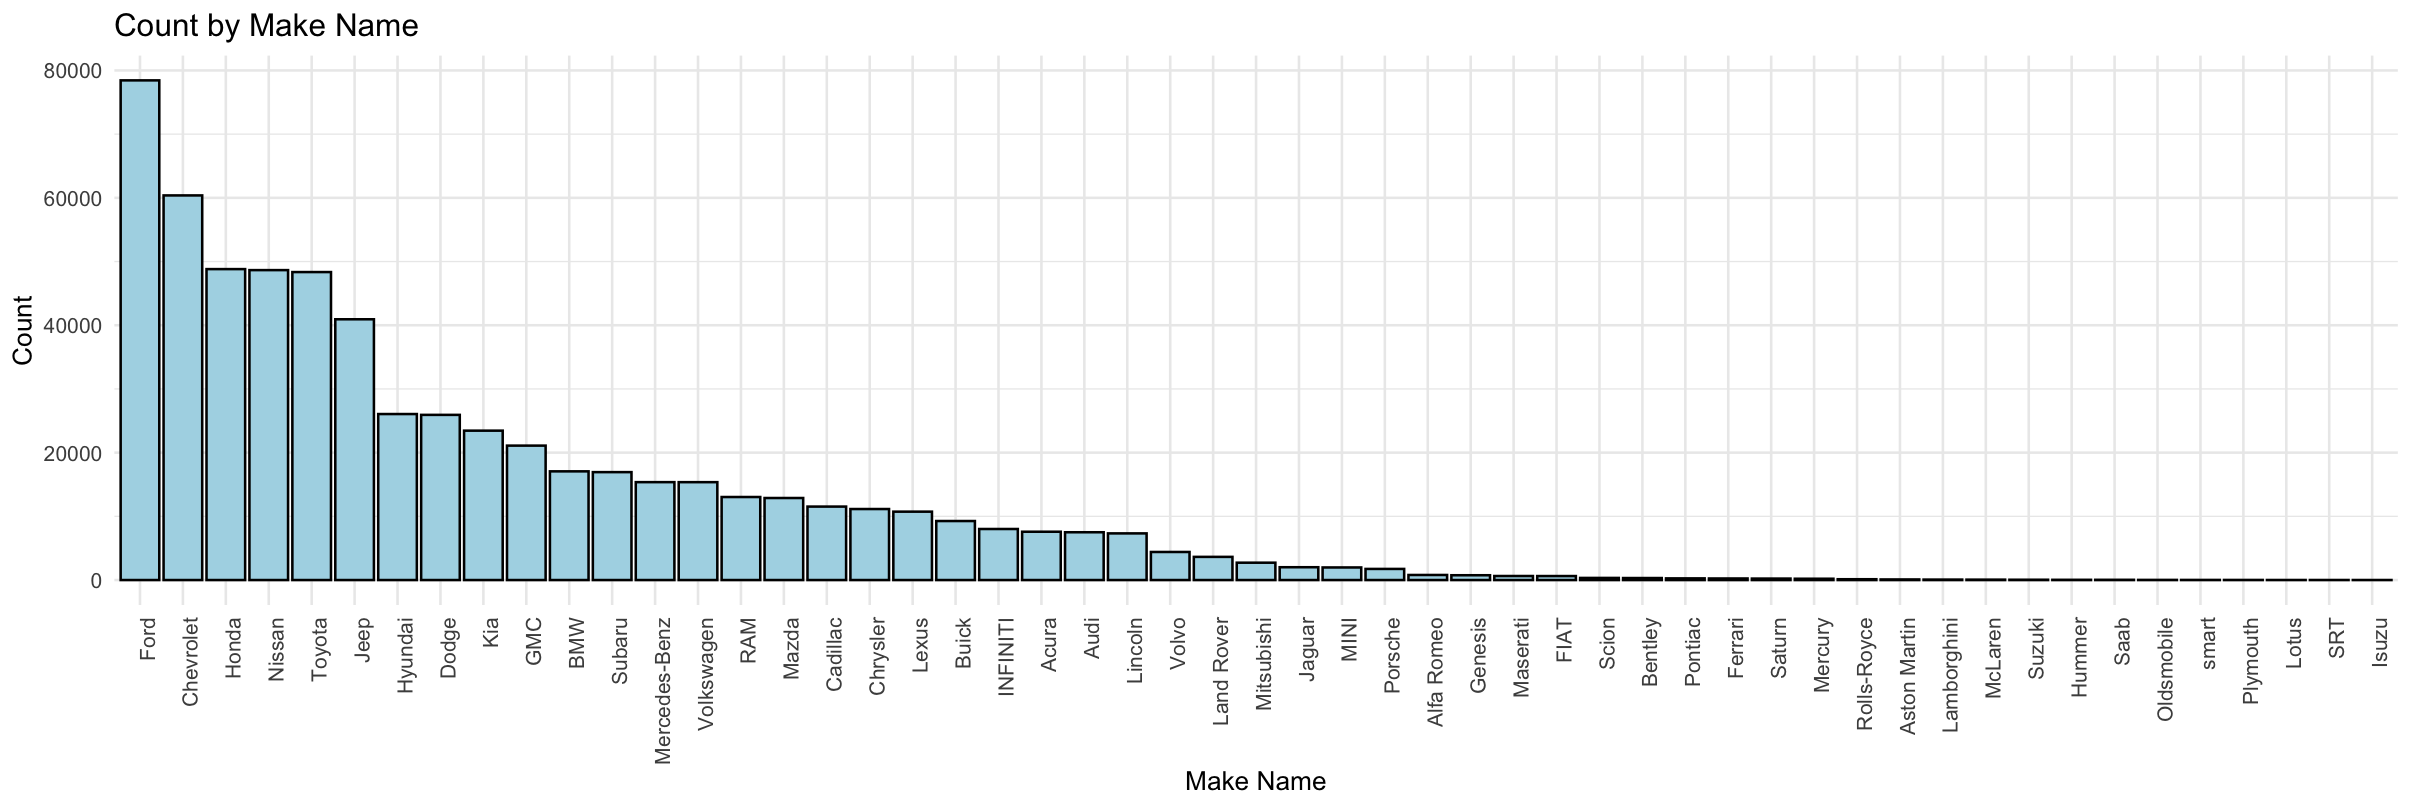 Count by Make Name
Count
80000
60000
40000
20000
0
Ford
Chevrolet
Honda
Nissan
Toyota
Jeep
Hyundai
Dodge
Kia
GMC
BMW
Subaru
Mercedes-Benz
Volkswagen
RAM
Mazda
Cadillac
Chrysler
Lexus
Buick
INFINITI
Acura
Audi
Lincoln
Volvo
Land Rover
Mitsubishi
Jaguar
MINI
Porsche
Alfa Romeo
Genesis
Maserati
FIAT
Scion
Bentley
Pontiac
Ferrari
Saturn
Mercury
Rolls-Royce
Aston Martin
Lamborghini
McLaren
Suzuki
Hummer
Saab
Oldsmobile
smart
Plymouth
Lotus
SRT
Isuzu
Make Name